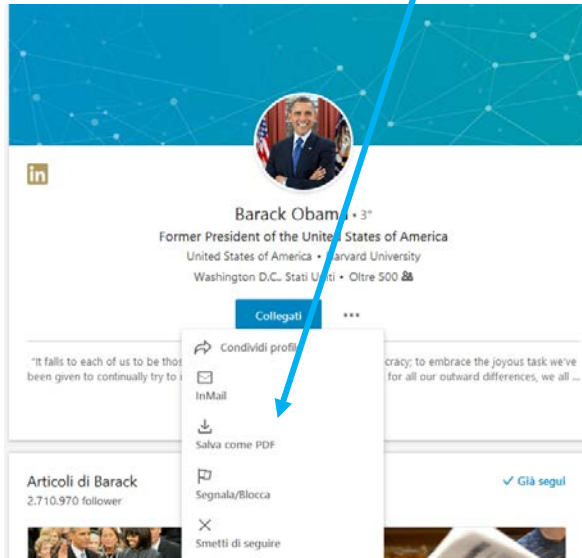 in
Barack Obama • 3°
Former President of the United States of America
United States of America • Harvard University
Washington D.C., Stati Uniti • Oltre 500
Collegati •••
"It falls to each of us to be cracy; to embrace the joyous task we've
been given to continually try to for all our outward differences, we all ...
Condividi
InMail
Salva come PDF
Segnala/Blocca
Smetti di seguire
Articoli di Barack
Già segui
2.710.970 follower